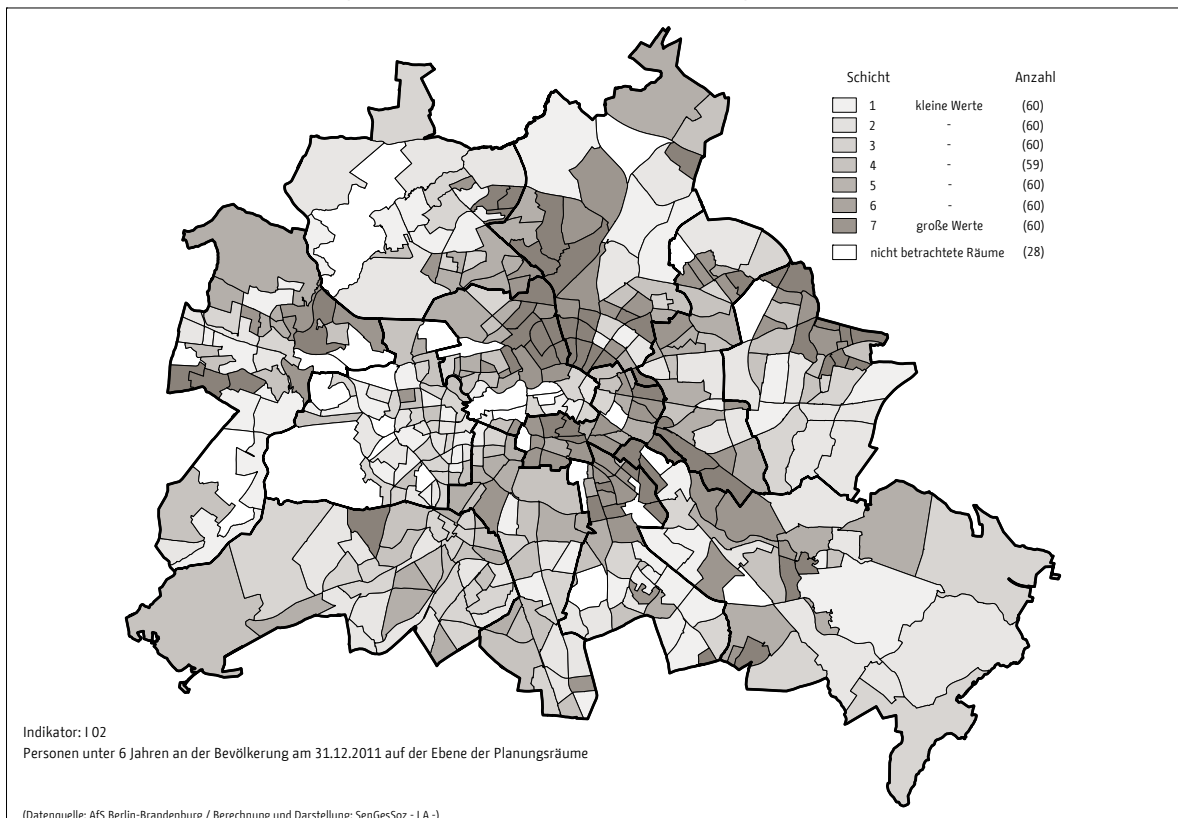 Schicht Anzahl
1 kleine Werte (60)
2 - (60)
3 - (60)
4 - (59)
5 - (60)
6 - (60)
7 große Werte (60)
nicht betrachtete Räume (28)
Indikator: I 02
Personen unter 6 Jahren an der Bevölkerung am 31.12.2011 auf der Ebene der Planungsräume
(Datenquelle: AfS Berlin-Brandenburg / Berechnung und Darstellung: SenGesSoz - I A -)